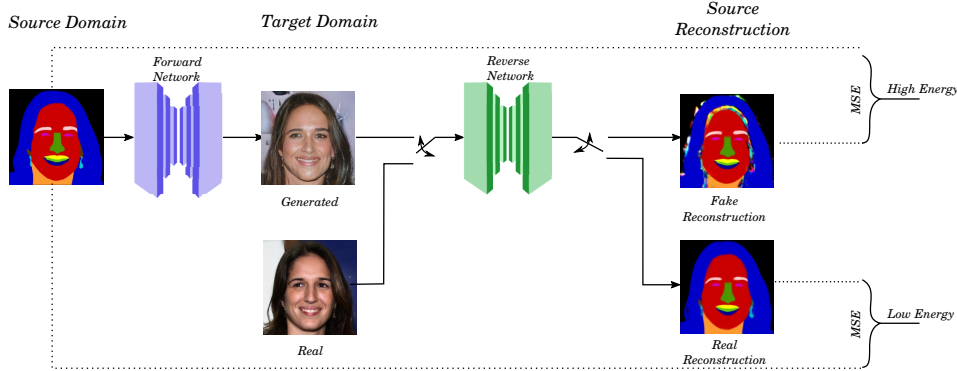 Source Domain
Target Domain
Source
Reconstruction
Forward
Network
Reverse
Network
MSE
High Energy
Generated
Fake
Reconstruction
MSE
Low Energy
Real
Real
Reconstruction